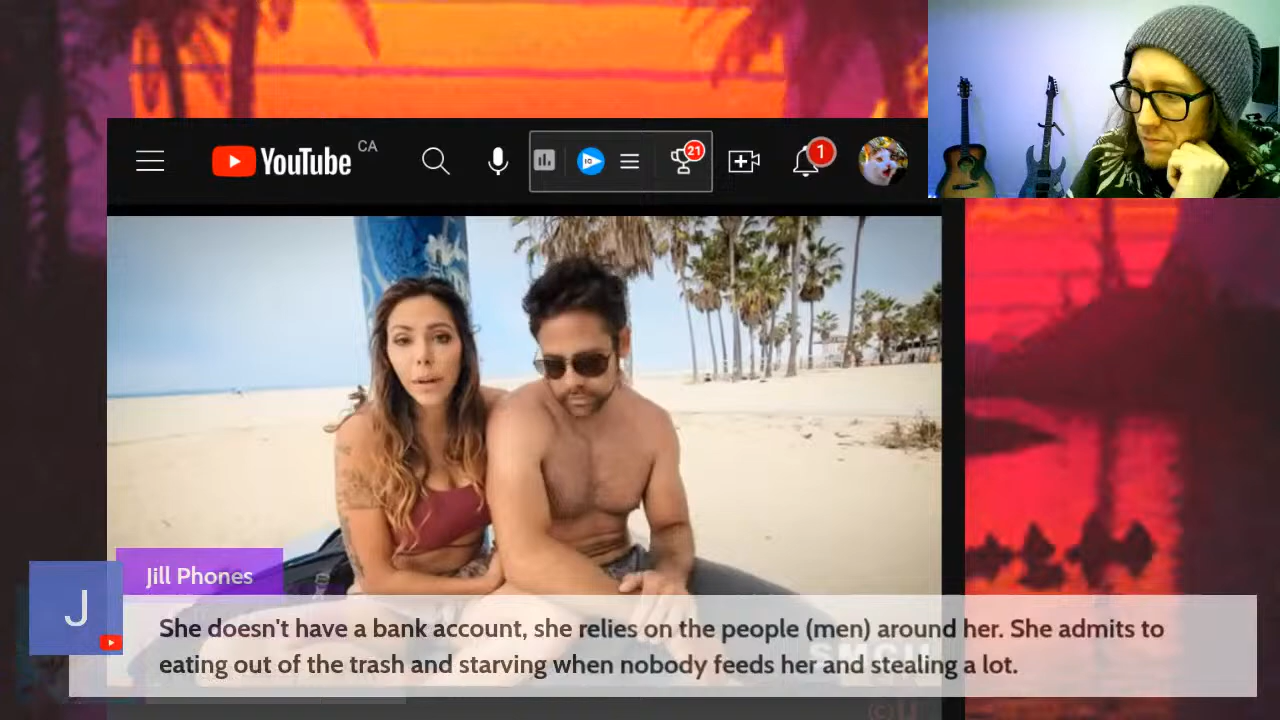 YouTube CA
21
1
Jill Phones
J
She doesn't have a bank account, she relies on the people (men) around her. She admits to
eating out of the trash and starving when nobody feeds her and stealing a lot.